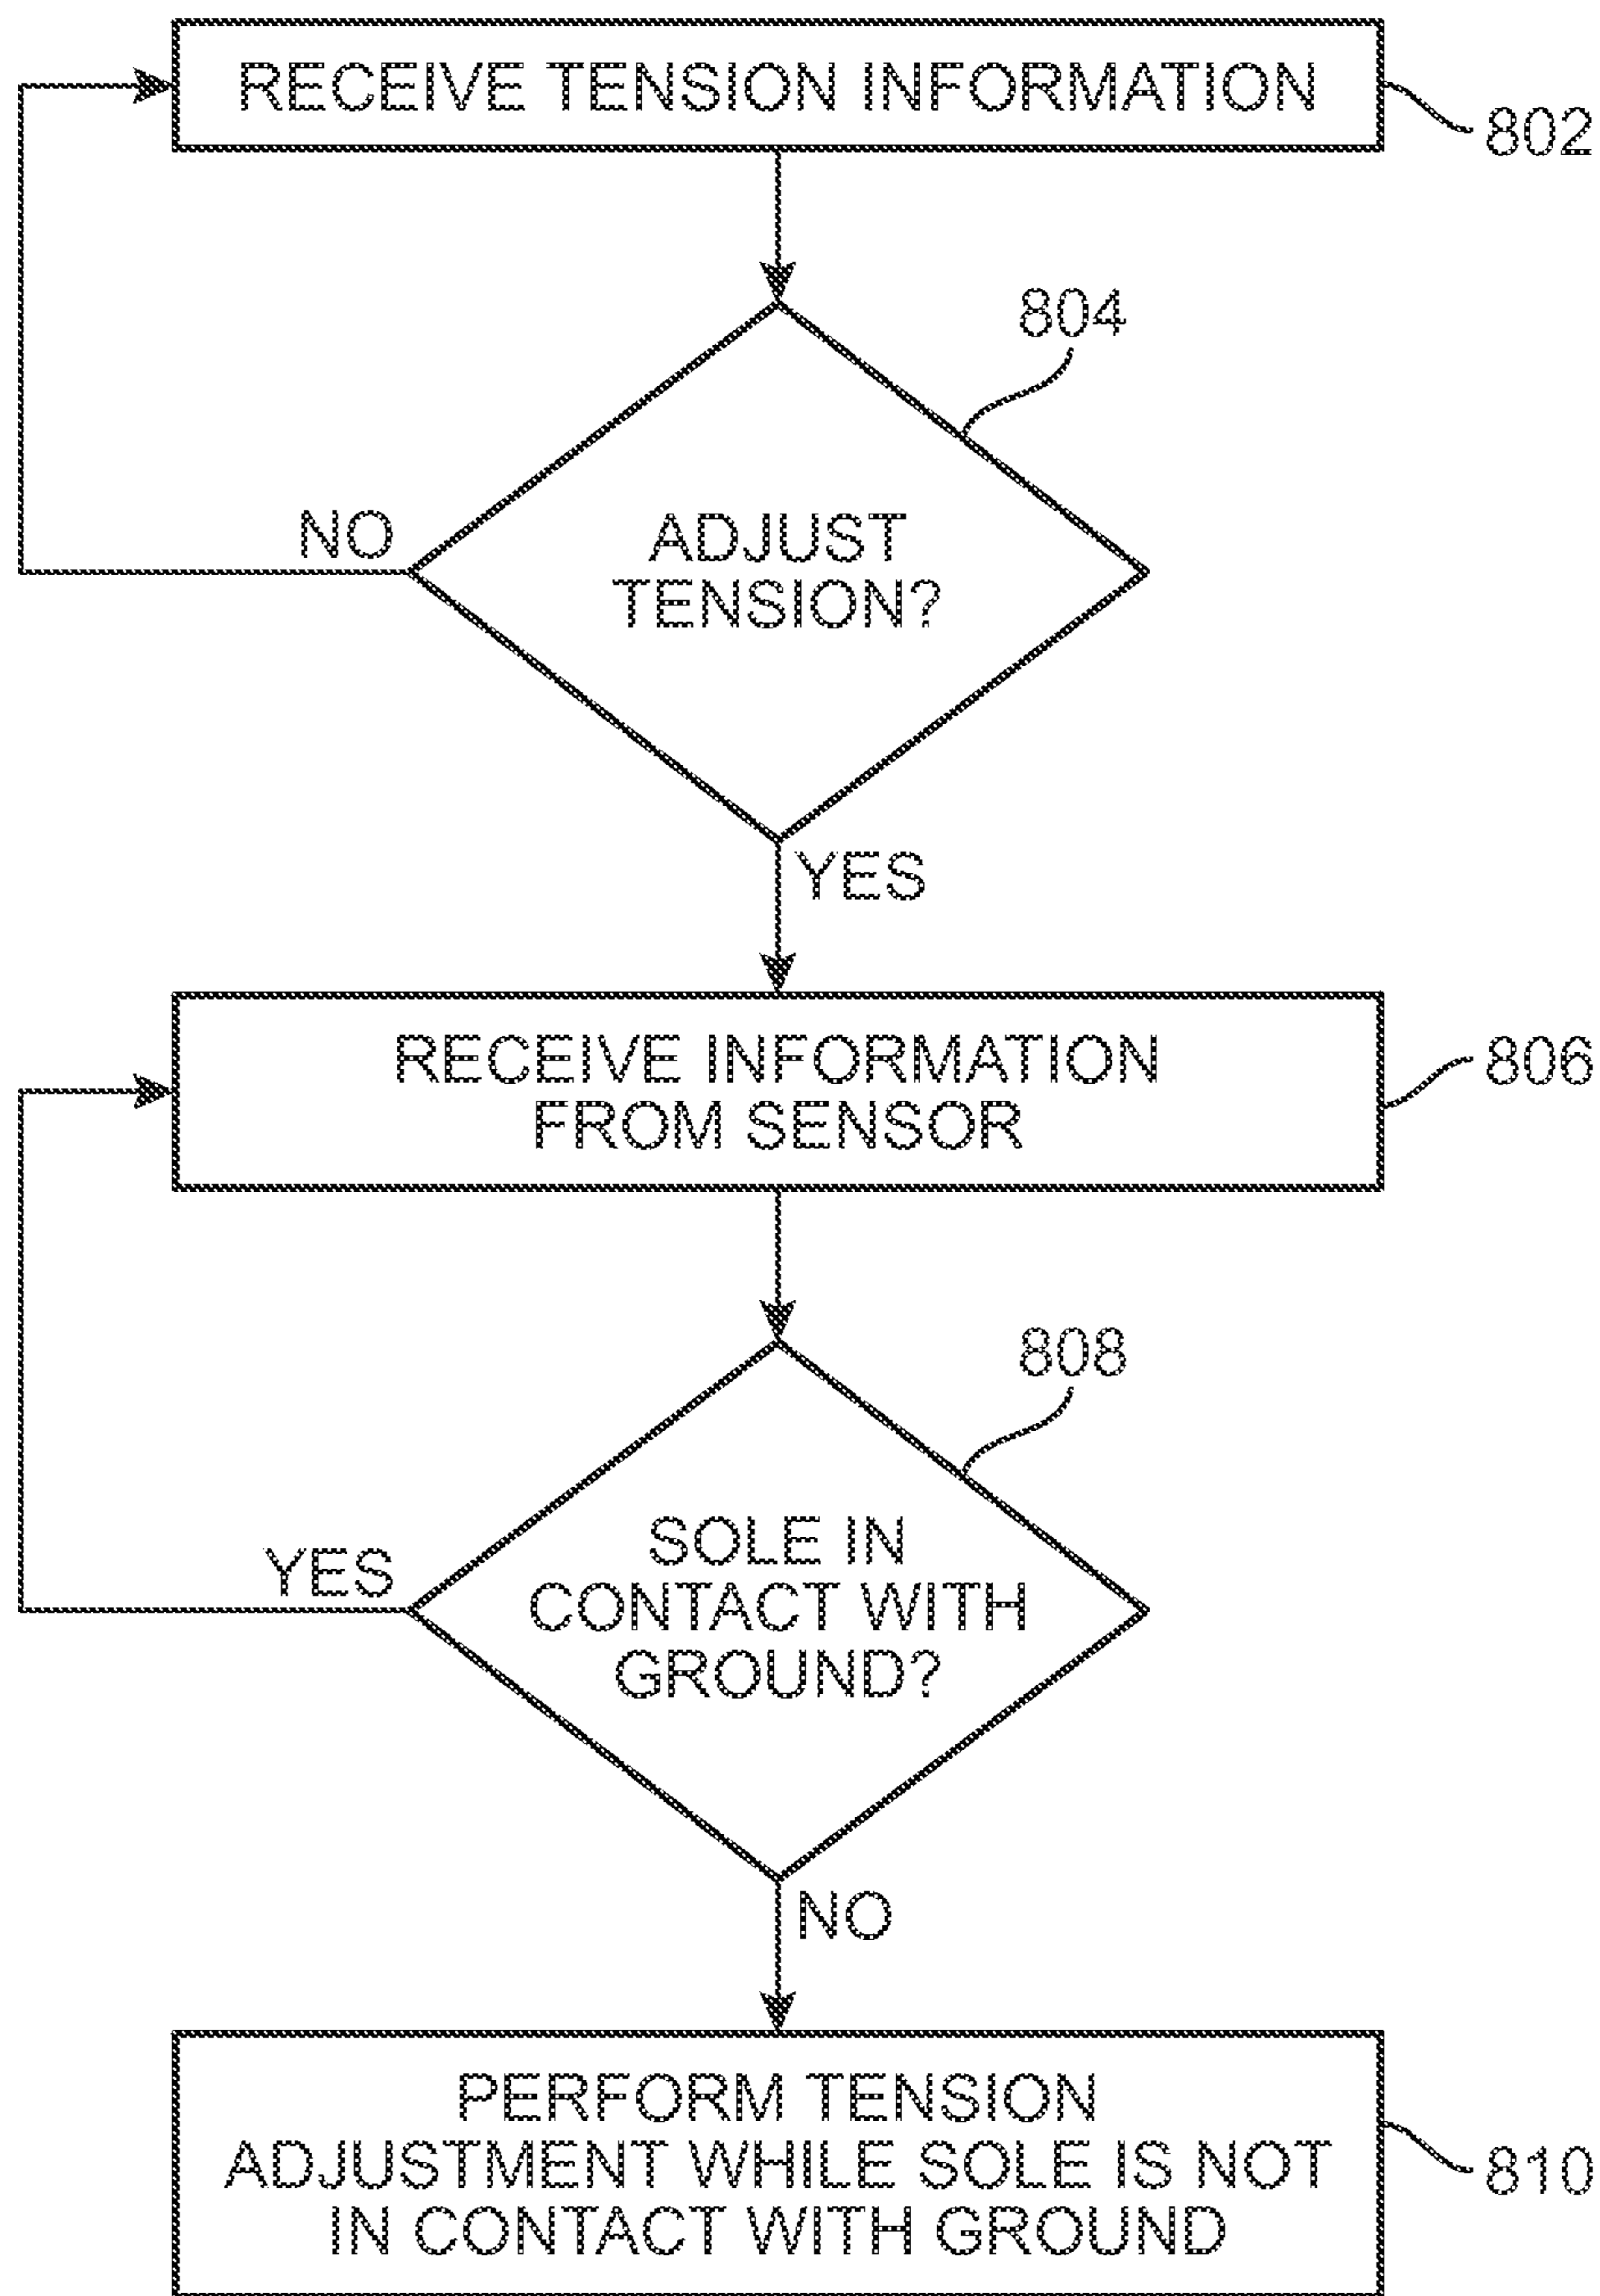 RECEIVE TENSION INFORMATION
802
804
ADJUST
TENSION?
NO
YES
RECEIVE INFORMATION
FROM SENSOR
806
808
SOLE IN
CONTACT WITH
GROUND?
YES
NO
PERFORM TENSION
ADJUSTMENT WHILE SOLE IS NOT
IN CONTACT WITH GROUND
810